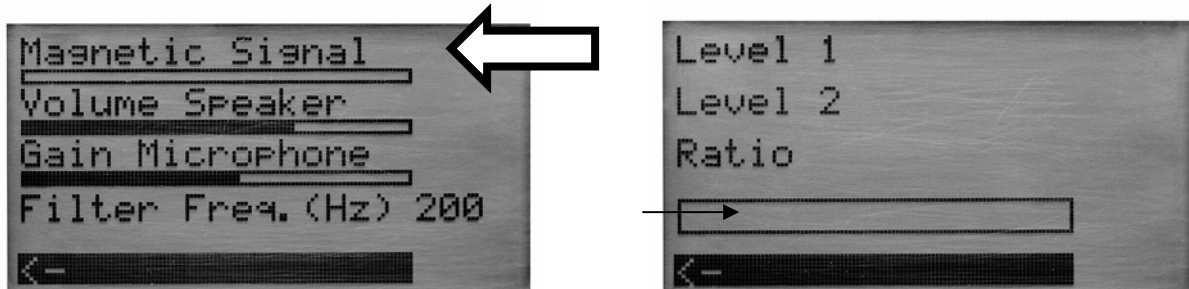 Magnetic Signal
Volume Speaker
Gain Microphone
Filter Freq.(Hz) 200
<-
Level 1
Level 2
Ratio
<-